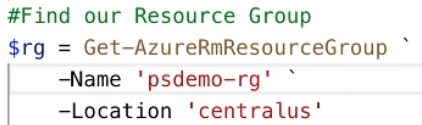 #Find our Resource Group
$rg = Get-AzureRmResourceGroup `
    -Name 'psdemo-rg' `
    -Location 'centralus'